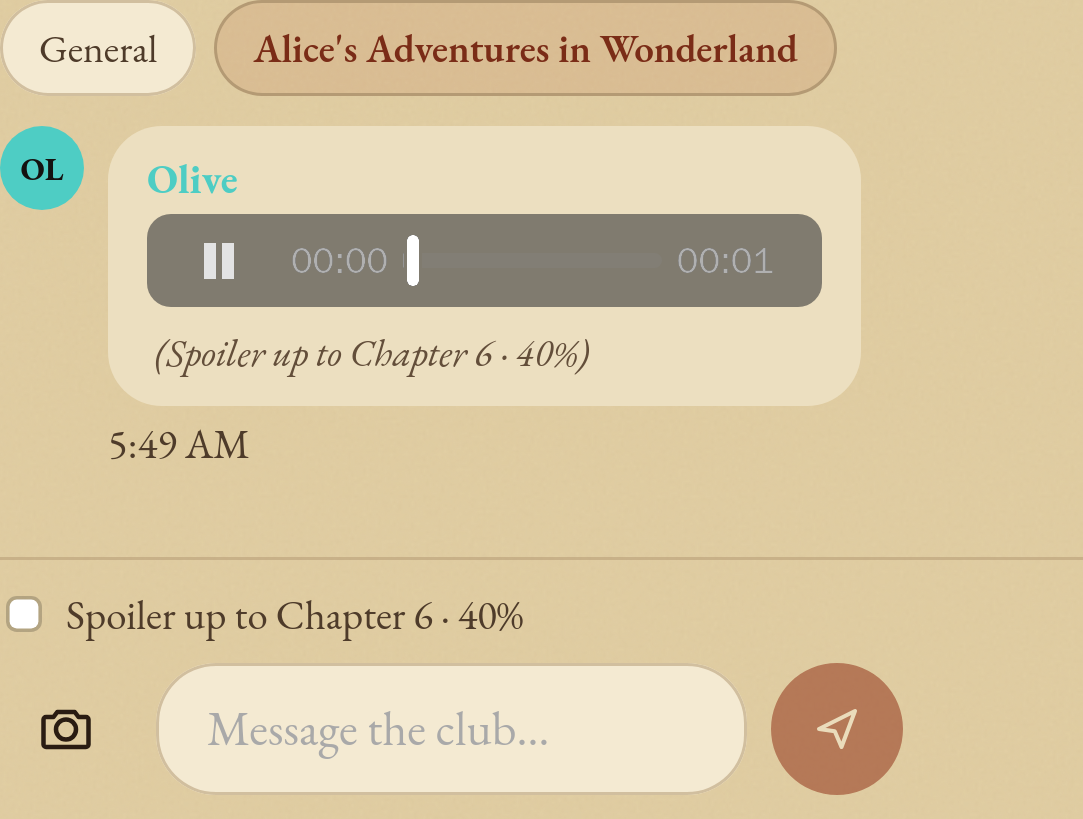 General
Alice's Adventures in Wonderland
OL
Olive
00:00
00:01
(Spoiler up to Chapter 6 · 40%)
5:49 AM
Spoiler up to Chapter 6 · 40%
Message the club...